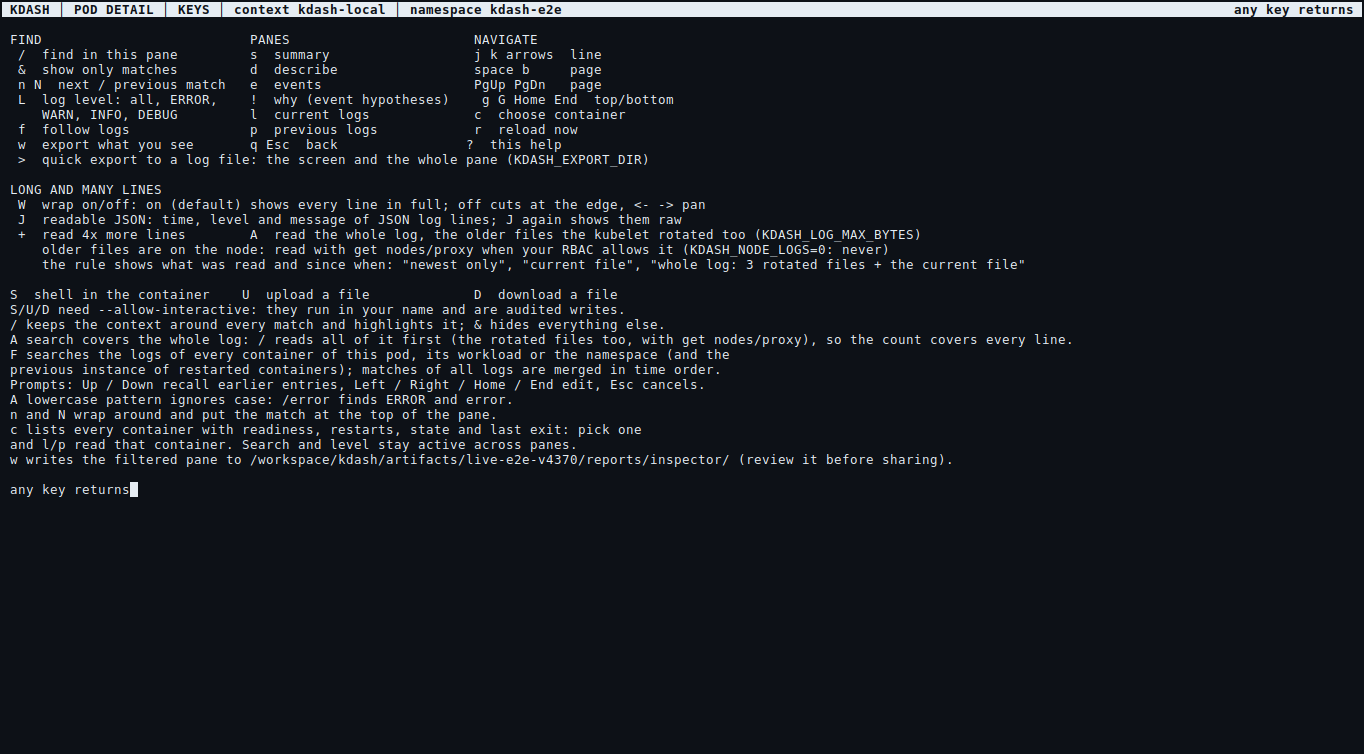 KDASH │ POD DETAIL │ KEYS │ context kdash-local │ namespace kdash-e2e any key returns
FIND PANES NAVIGATE
/ find in this pane s summary j k arrows line
& show only matches d describe space b page
n N next / previous match e events PgUp PgDn page
L log level: all, ERROR, ! why (event hypotheses) g G Home End top/bottom
WARN, INFO, DEBUG l current logs c choose container
f follow logs p previous logs r reload now
w export what you see q Esc back ? this help
> quick export to a log file: the screen and the whole pane (KDASH_EXPORT_DIR)
LONG AND MANY LINES
W wrap on/off: on (default) shows every line in full; off cuts at the edge, <- -> pan
J readable JSON: time, level and message of JSON log lines; J again shows them raw
+ read 4x more lines A read the whole log, the older files the kubelet rotated too (KDASH_LOG_MAX_BYTES)
older files are on the node: read with get nodes/proxy when your RBAC allows it (KDASH_NODE_LOGS=0: never)
the rule shows what was read and since when: "newest only", "current file", "whole log: 3 rotated files + the current file"
S shell in the container U upload a file D download a file
S/U/D need --allow-interactive: they run in your name and are audited writes.
/ keeps the context around every match and highlights it; & hides everything else.
A search covers the whole log: / reads all of it first (the rotated files too, with get nodes/proxy), so the count covers every line.
F searches the logs of every container of this pod, its workload or the namespace (and the
previous instance of restarted containers); matches of all logs are merged in time order.
Prompts: Up / Down recall earlier entries, Left / Right / Home / End edit, Esc cancels.
A lowercase pattern ignores case: /error finds ERROR and error.
n and N wrap around and put the match at the top of the pane.
c lists every container with readiness, restarts, state and last exit: pick one
and l/p read that container. Search and level stay active across panes.
w writes the filtered pane to /workspace/kdash/artifacts/live-e2e-v4370/reports/inspector/ (review it before sharing).
any key returns